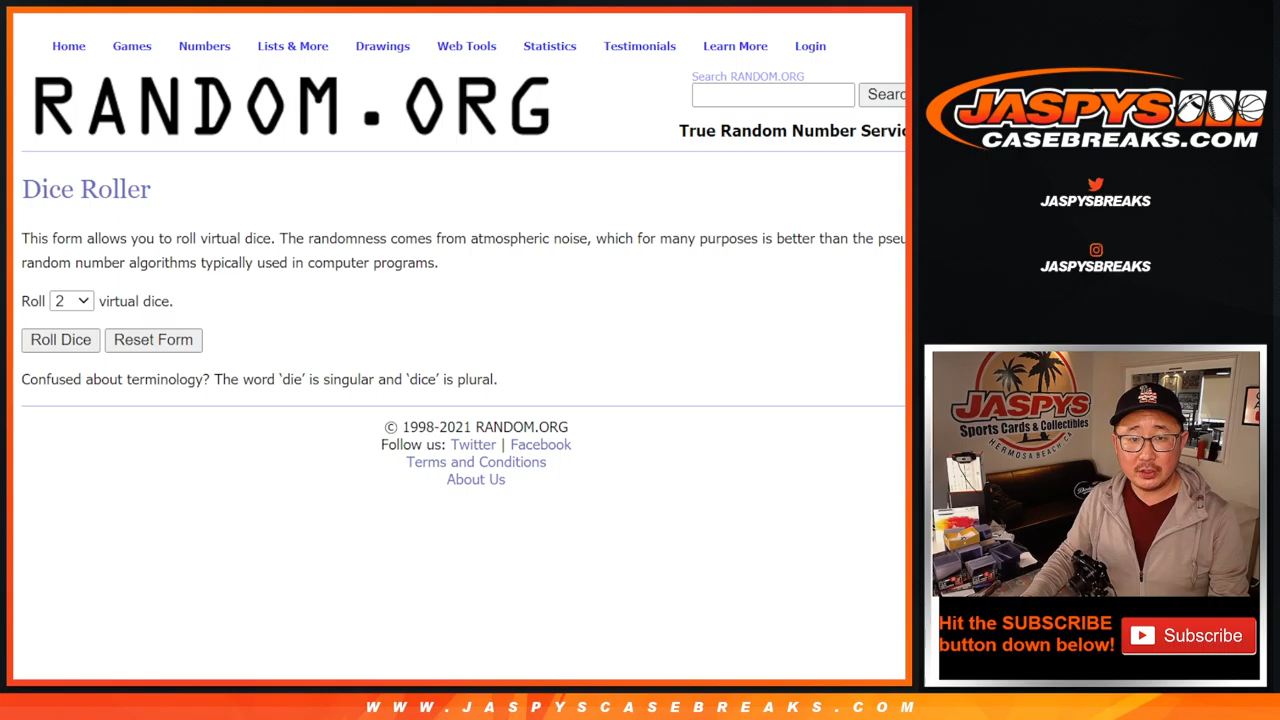 Home Games Numbers Lists & More Drawings Web Tools Statistics Testimonials Learn More Login
RANDOM.ORG
Search RANDOM.ORG
Searc
True Random Number Servic
Dice Roller
This form allows you to roll virtual dice. The randomness comes from atmospheric noise, which for many purposes is better than the pseu
random number algorithms typically used in computer programs.
Roll 2 virtual dice.
Roll Dice Reset Form
Confused about terminology? The word 'die' is singular and 'dice' is plural.
© 1998-2021 RANDOM.ORG
Follow us: Twitter | Facebook
Terms and Conditions
About Us
JASPYS
CASEBREAKS.COM
JASPYSBREAKS
JASPYSBREAKS
JASPYS
Sports Cards & Collectibles
HERMOSA BEACH CA
Hit the SUBSCRIBE
button down below!
Subscribe
WWW.JASPYSCASEBREAKS.COM